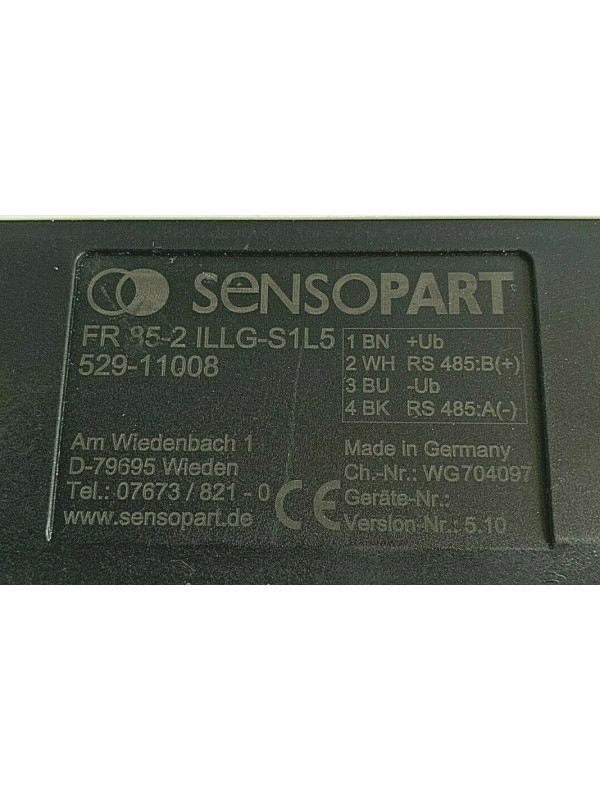 SENSOPART
FR 85-2 ILLG-S1L5
529-11008
1 BN +Ub
2 WH RS 485:B(+)
3 BU -Ub
4 BK RS 485:A(-)
Am Wiedenbach 1
D-79695 Wieden
Tel.: 07673 / 821 - 0
www.sensopart.de
CE
Made in Germany
Ch.-Nr.: WG704097
Geräte-Nr.:
Version-Nr.: 5.10